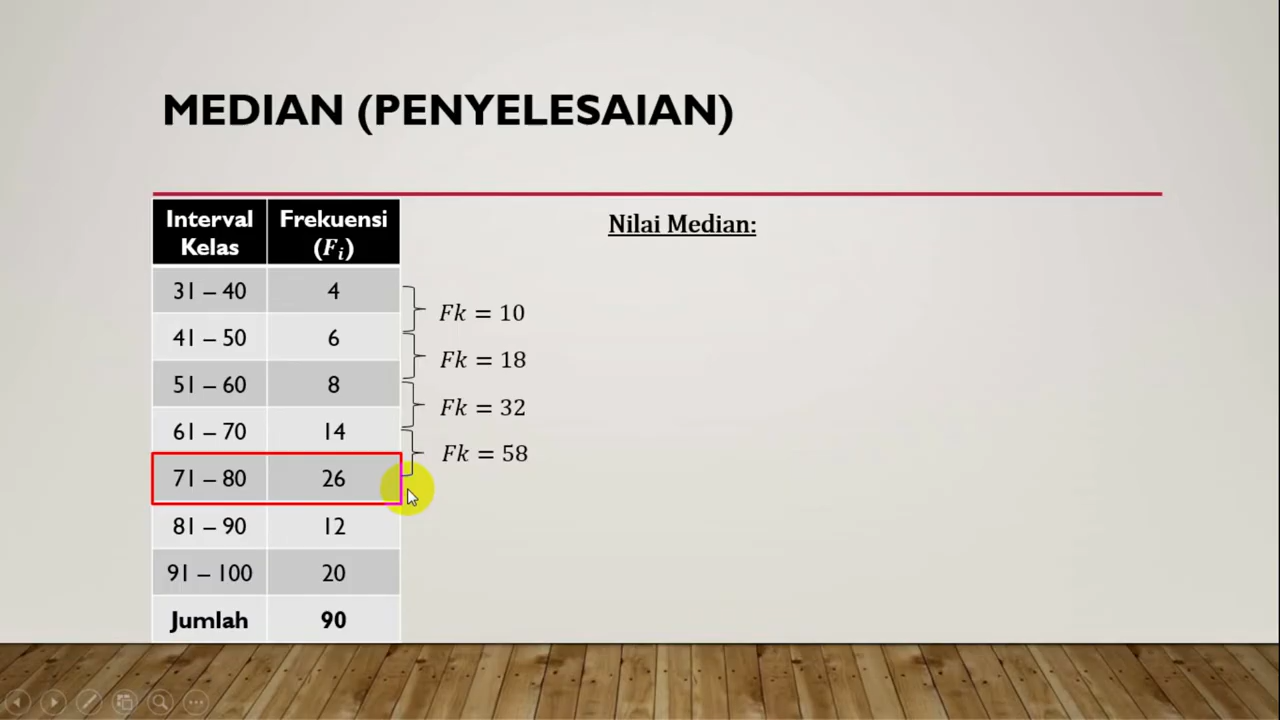 MEDIAN (PENYELESAIAN)
Interval Kelas Frekuensi (𝑭𝒊)
31 – 40 4
41 – 50 6
51 – 60 8
61 – 70 14
71 – 80 26
81 – 90 12
91 – 100 20
Jumlah 90
𝐹𝑘 = 10
𝐹𝑘 = 18
𝐹𝑘 = 32
𝐹𝑘 = 58
Nilai Median: